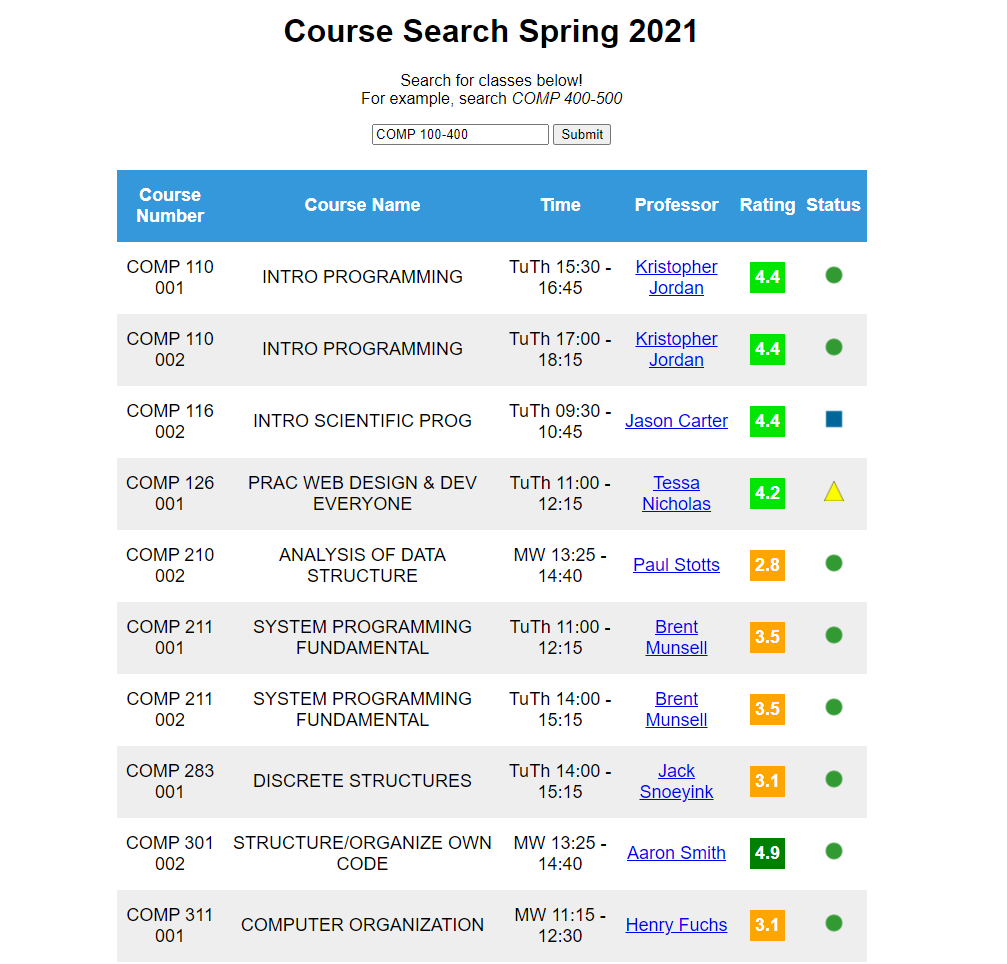 Course Search Spring 2021
Search for classes below!
For example, search COMP 400-500
COMP 100-400 Submit
Course Number Course Name Time Professor Rating Status
COMP 110 001 INTRO PROGRAMMING TuTh 15:30 - 16:45 Kristopher Jordan 4.4
COMP 110 002 INTRO PROGRAMMING TuTh 17:00 - 18:15 Kristopher Jordan 4.4
COMP 116 002 INTRO SCIENTIFIC PROG TuTh 09:30 - 10:45 Jason Carter 4.4
COMP 126 001 PRAC WEB DESIGN & DEV EVERYONE TuTh 11:00 - 12:15 Tessa Nicholas 4.2
COMP 210 002 ANALYSIS OF DATA STRUCTURE MW 13:25 - 14:40 Paul Stotts 2.8
COMP 211 001 SYSTEM PROGRAMMING FUNDAMENTAL TuTh 11:00 - 12:15 Brent Munsell 3.5
COMP 211 002 SYSTEM PROGRAMMING FUNDAMENTAL TuTh 14:00 - 15:15 Brent Munsell 3.5
COMP 283 001 DISCRETE STRUCTURES TuTh 14:00 - 15:15 Jack Snoeyink 3.1
COMP 301 002 STRUCTURE/ORGANIZE OWN CODE MW 13:25 - 14:40 Aaron Smith 4.9
COMP 311 001 COMPUTER ORGANIZATION MW 11:15 - 12:30 Henry Fuchs 3.1